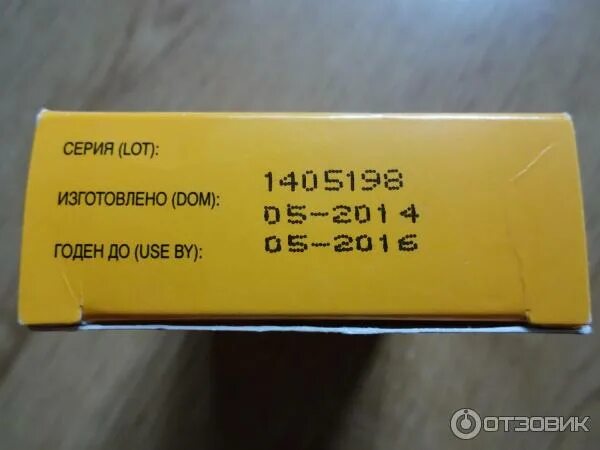 СЕРИЯ (LOT): 1405198
ИЗГОТОВЛЕНО (DOM): 05-2014
ГОДЕН ДО (USE BY): 05-2016
ОТЗОВИК